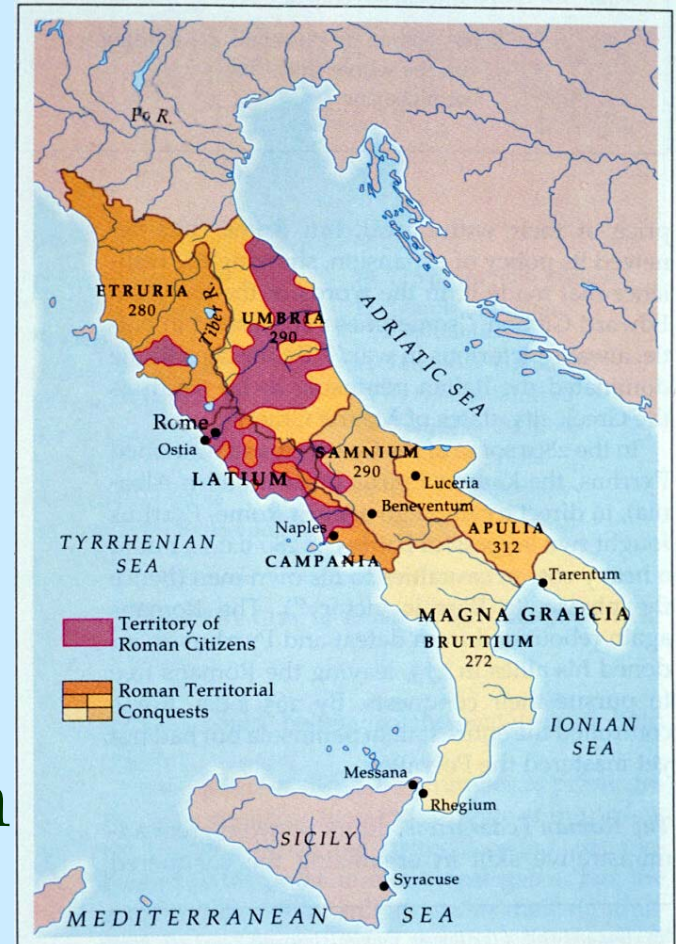 Po R.
ETRURIA
280
Tiber R.
UMBRIA
290
ADRIATIC SEA
Rome
Ostia
LATIUM
SAMNIUM
290
Luceria
Beneventum
Naples
APULIA
312
TYRRHENIAN
SEA
CAMPANIA
Tarentum
MAGNA GRAECIA
BRUTTIUM
272
Territory of
Roman Citizens
Roman Territorial
Conquests
IONIAN
SEA
Messana
Rhegium
SICILY
Syracuse
MEDITERRANEAN SEA